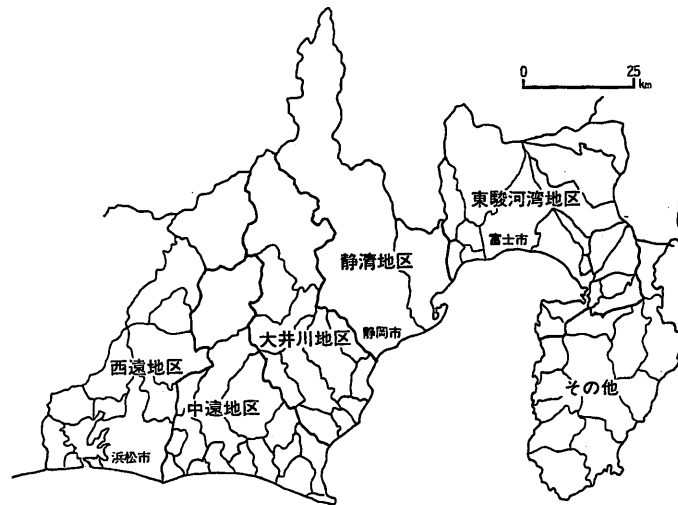 0 25
km
東駿河湾地区
富士市
静清地区
静岡市
大井川地区
西遠地区
中遠地区
その他
浜松市